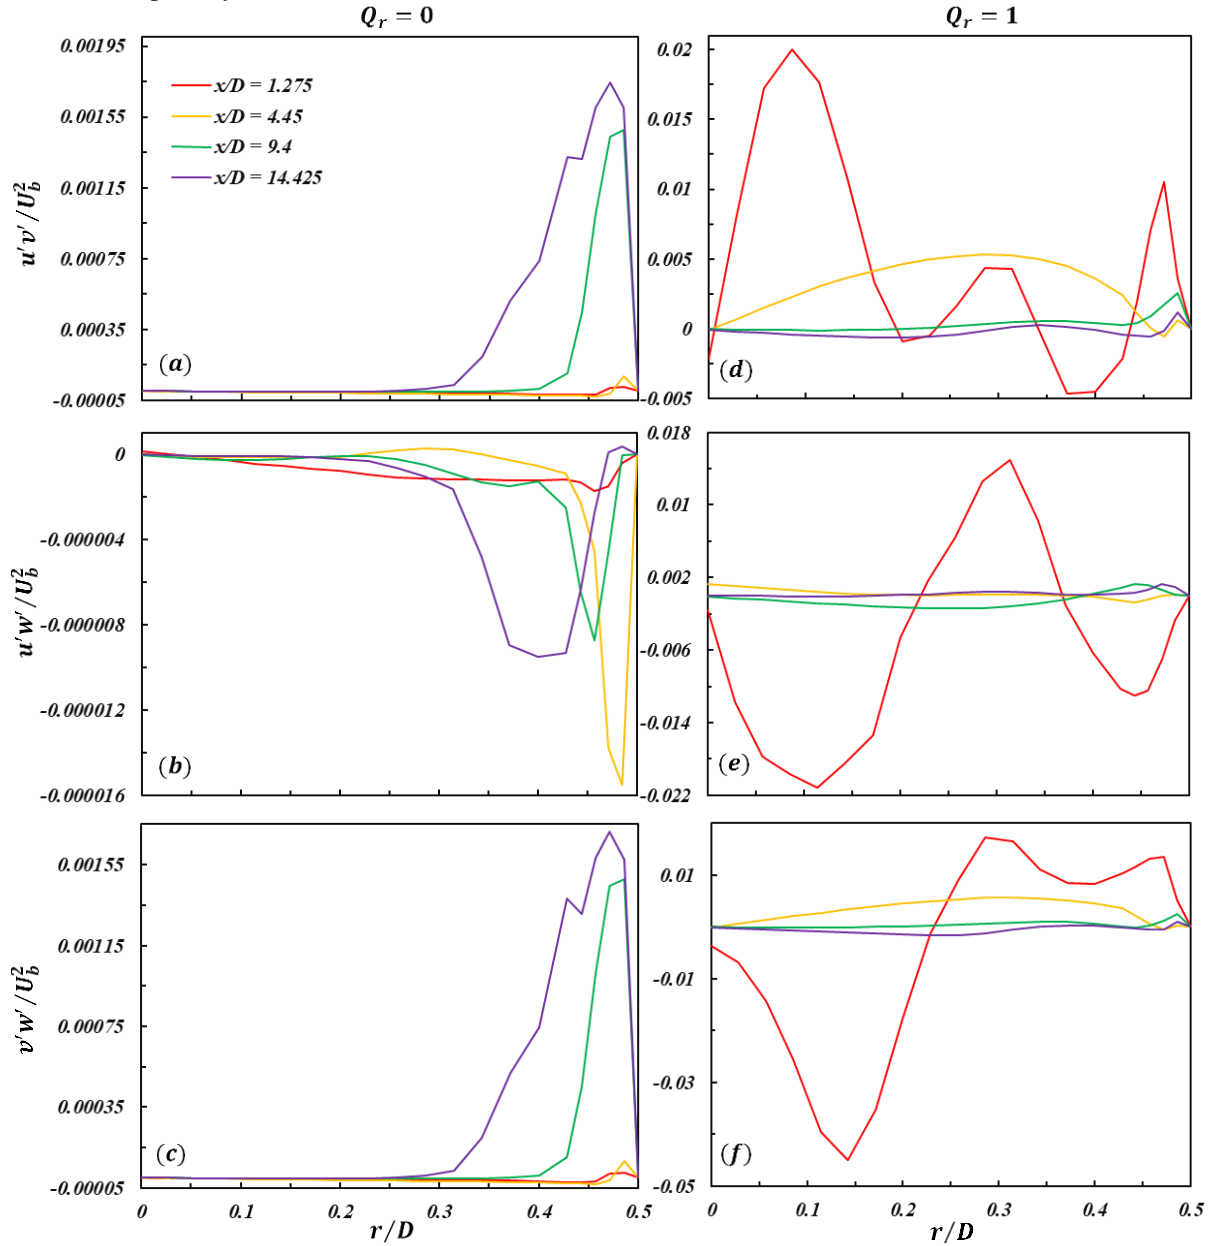 Q_r = 0
Q_r = 1
0.00195
0.00155
0.00115
0.00075
0.00035
-0.00005
u'v'/U_b^2
x/D = 1.275
x/D = 4.45
x/D = 9.4
x/D = 14.425
(a)
0.02
0.015
0.01
0.005
0
-0.005
(d)
0
-0.000004
-0.000008
-0.000012
-0.000016
u'w'/U_b^2
(b)
0.018
0.01
0.002
-0.006
-0.014
-0.022
(e)
0.00155
0.00115
0.00075
0.00035
-0.00005
v'w'/U_b^2
(c)
0 0.1 0.2 0.3 0.4 0.5
r/D
0.01
-0.01
-0.03
-0.05
(f)
0 0.1 0.2 0.3 0.4 0.5
r/D